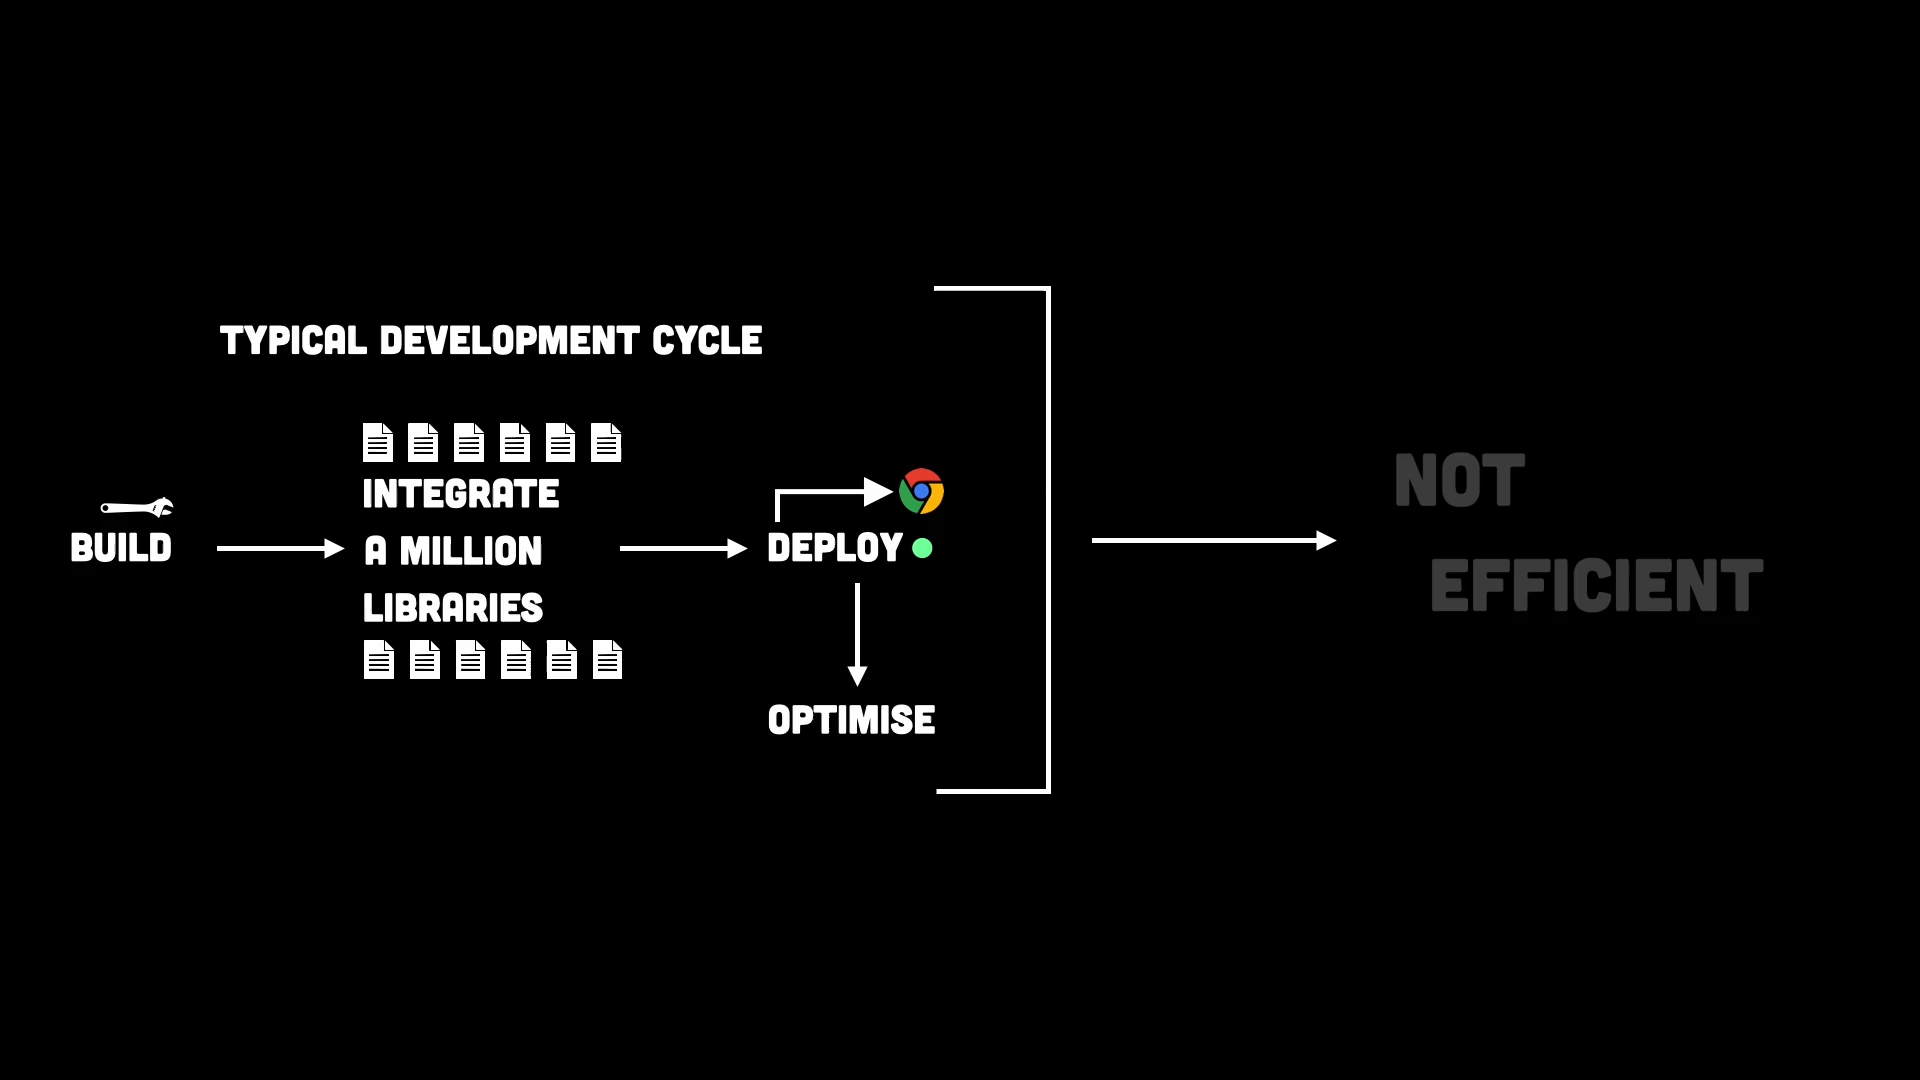 TYPICAL DEVELOPMENT CYCLE
BUILD
INTEGRATE
A MILLION
LIBRARIES
DEPLOY
OPTIMISE
NOT
EFFICIENT